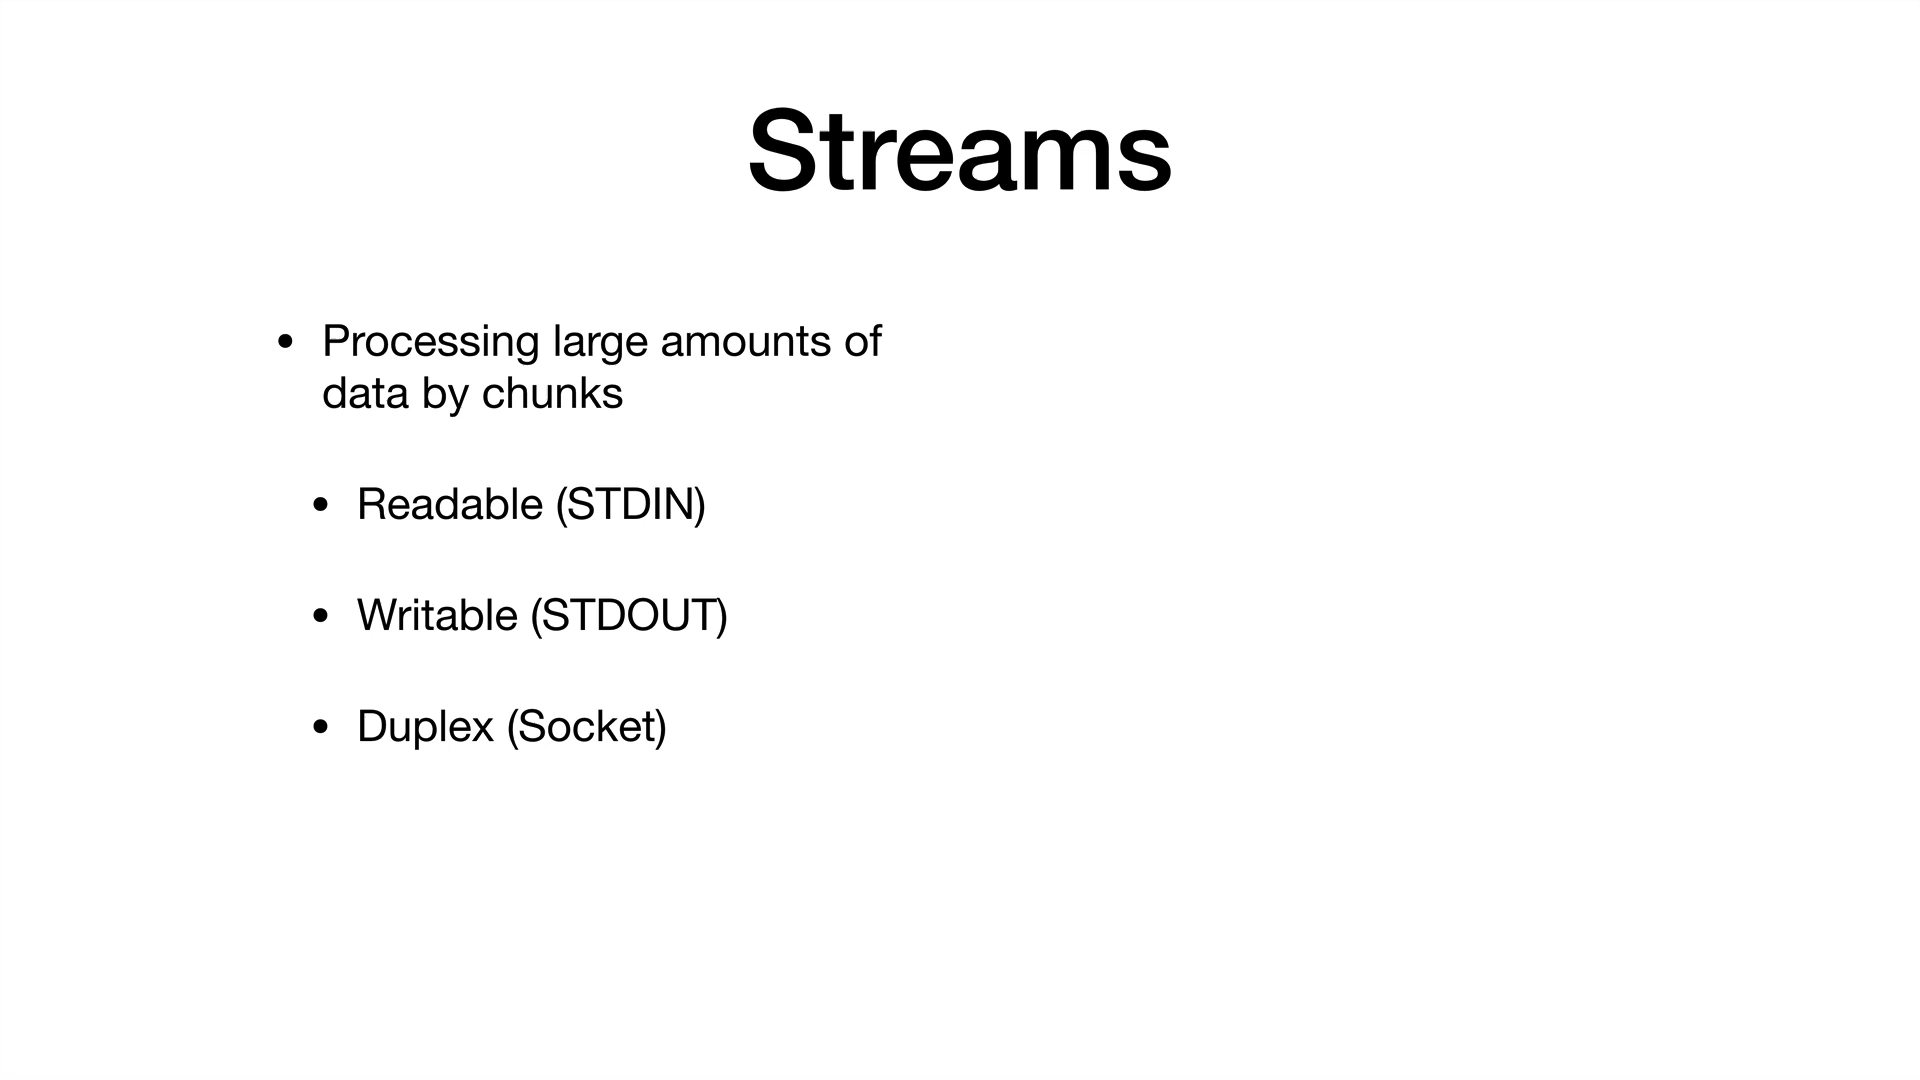 Streams
• Processing large amounts of
data by chunks
• Readable (STDIN)
• Writable (STDOUT)
• Duplex (Socket)